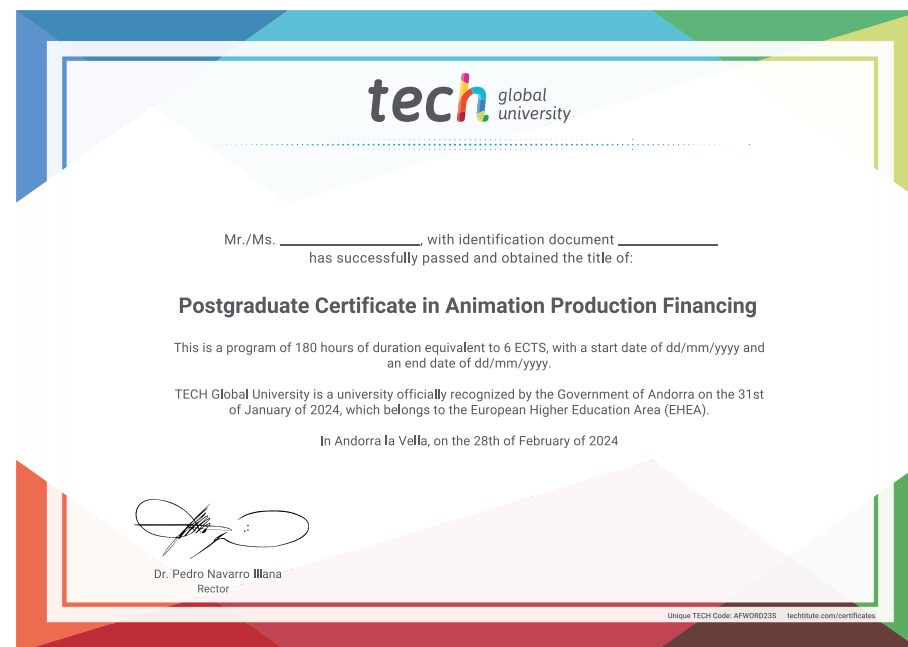 tech global
university
Mr./Ms. ____________________, with identification document ______________
has successfully passed and obtained the title of:
Postgraduate Certificate in Animation Production Financing
This is a program of 180 hours of duration equivalent to 6 ECTS, with a start date of dd/mm/yyyy and
an end date of dd/mm/yyyy.
TECH Global University is a university officially recognized by the Government of Andorra on the 31st
of January of 2024, which belongs to the European Higher Education Area (EHEA).
In Andorra la Vella, on the 28th of February of 2024
Dr. Pedro Navarro Illana
Rector
Unique TECH Code: AFWORD23S techtitute.com/certificates